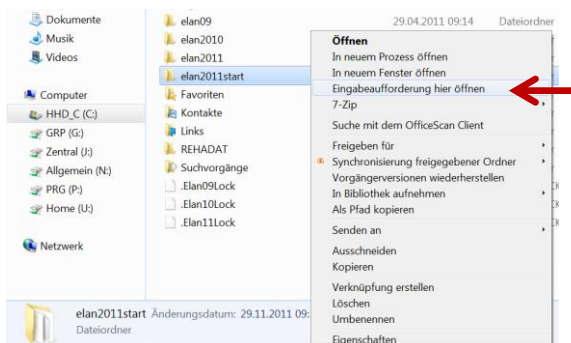 Dokumente
Musik
Videos
Computer
HHD_C (C:)
GRP (G:)
Zentral (J:)
Allgemein (N:)
PRG (P:)
Home (U:)
Netzwerk
elan09 29.04.2011 09:14 Dateiordner
elan2010
elan2011
elan2011start
Favoriten
Kontakte
Links
REHADAT
Suchvorgänge
.Elan09Lock
.Elan10Lock
.Elan11Lock
Öffnen
In neuem Prozess öffnen
In neuem Fenster öffnen
Eingabeaufforderung hier öffnen
7-Zip
Suche mit dem OfficeScan Client
Freigeben für
Synchronisierung freigegebener Ordner
Vorgängerversionen wiederherstellen
In Bibliothek aufnehmen
Als Pfad kopieren
Senden an
Ausschneiden
Kopieren
Verknüpfung erstellen
Löschen
Umbenennen
Eigenschaften
elan2011start Änderungsdatum: 29.11.2011 09:
Dateiordner